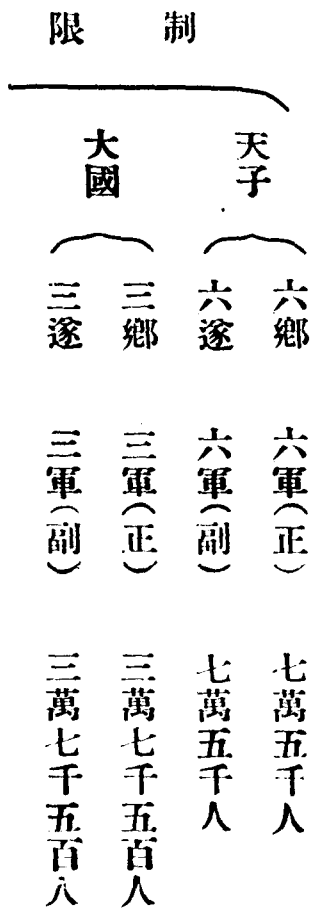 制限
天子
六鄉 六軍(正) 七萬五千人
六遂 六軍(副) 七萬五千人
大國
三鄉 三軍(正) 三萬七千五百人
三遂 三軍(副) 三萬七千五百人